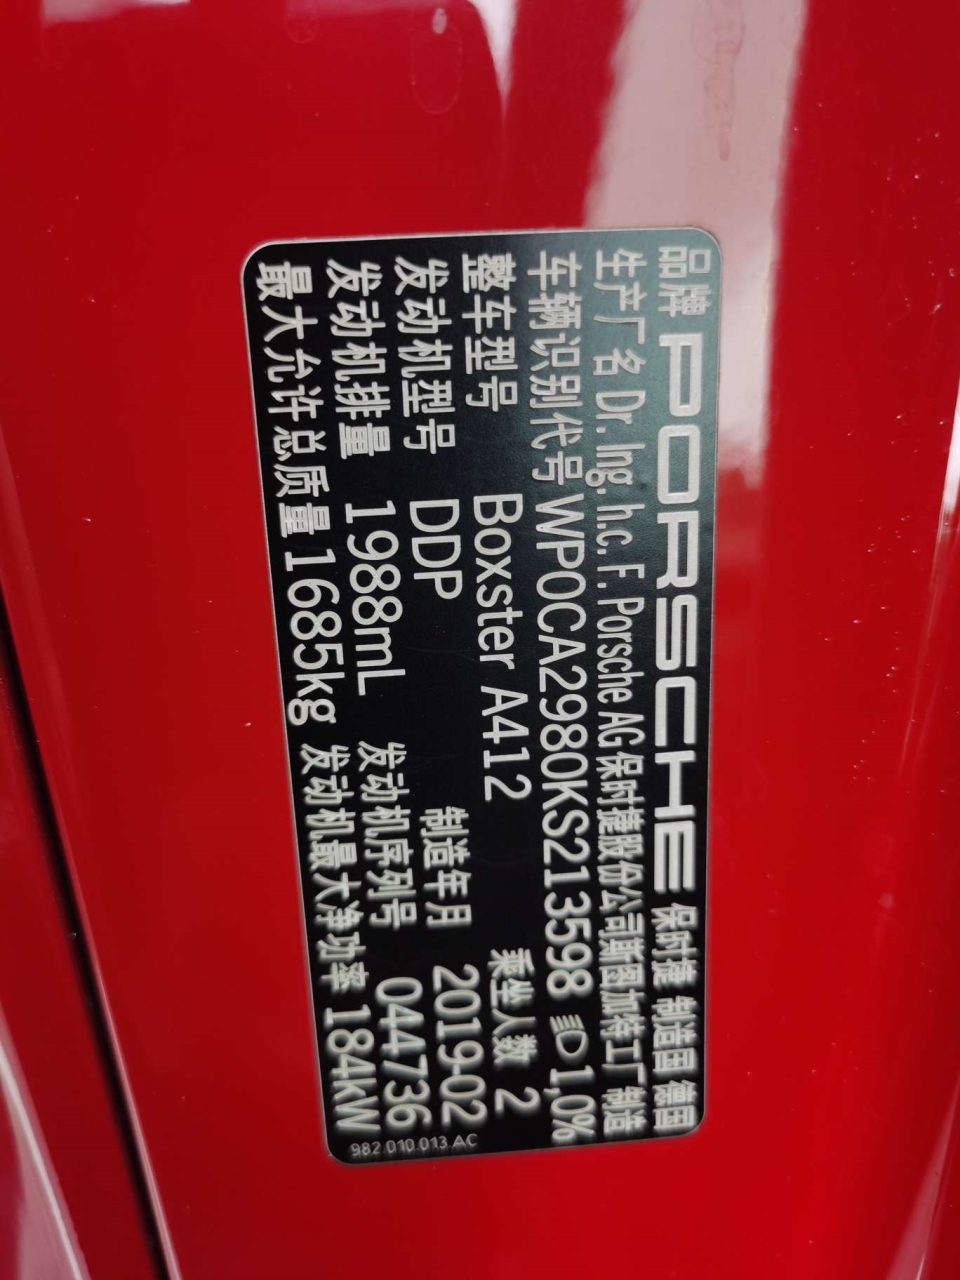 品牌 PORSCHE 保时捷 制造国 德国
生产厂名 Dr. Ing. h.c. F. Porsche AG保时捷股份公司斯图加特工厂制造
车辆识别代号 WP0CA2980KS213598 1,0%
整车型号 Boxster A412 乘坐人数 2
发动机型号 DDP 制造年月 2019-02
发动机排量 1988mL 发动机序列号 044736
最大允许总质量 1685kg 发动机最大净功率 184kW
982.010.013.AC